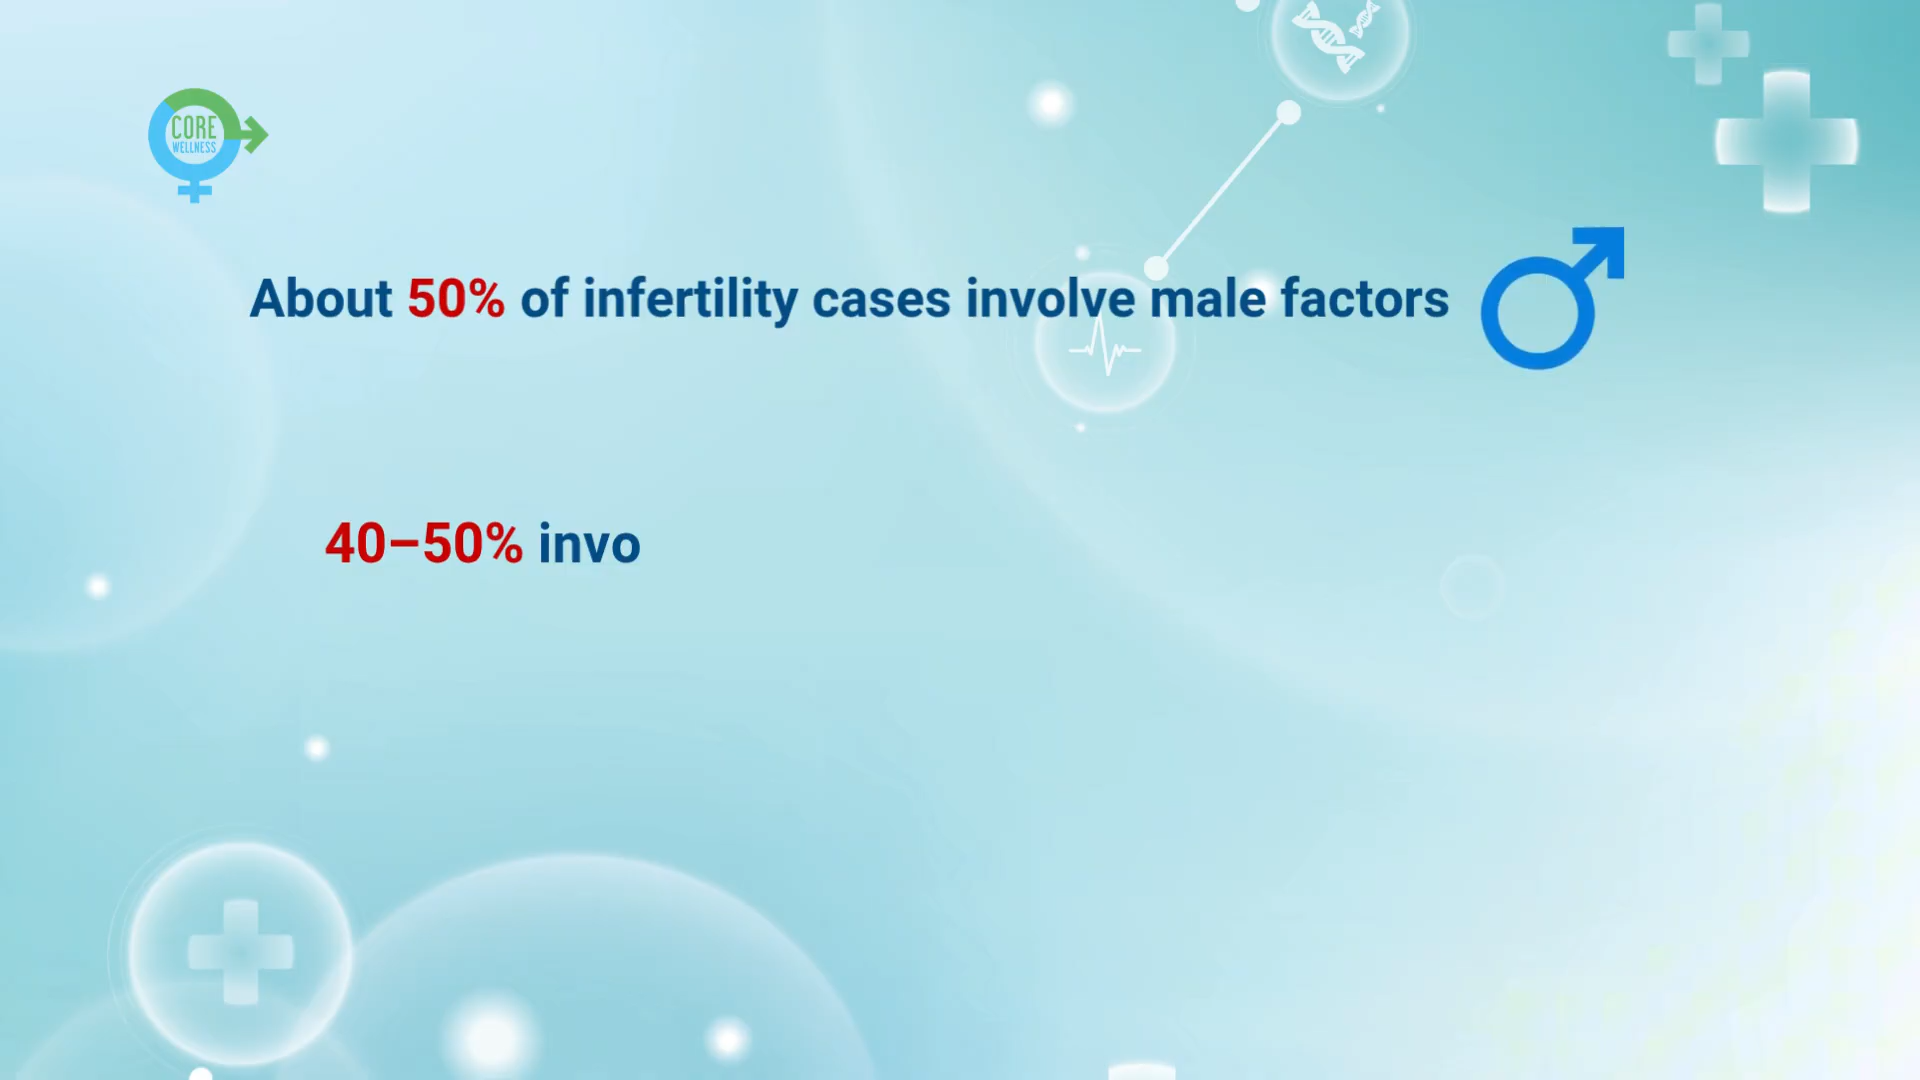 CORE
WELLNESS
About 50% of infertility cases involve male factors
40–50% invo